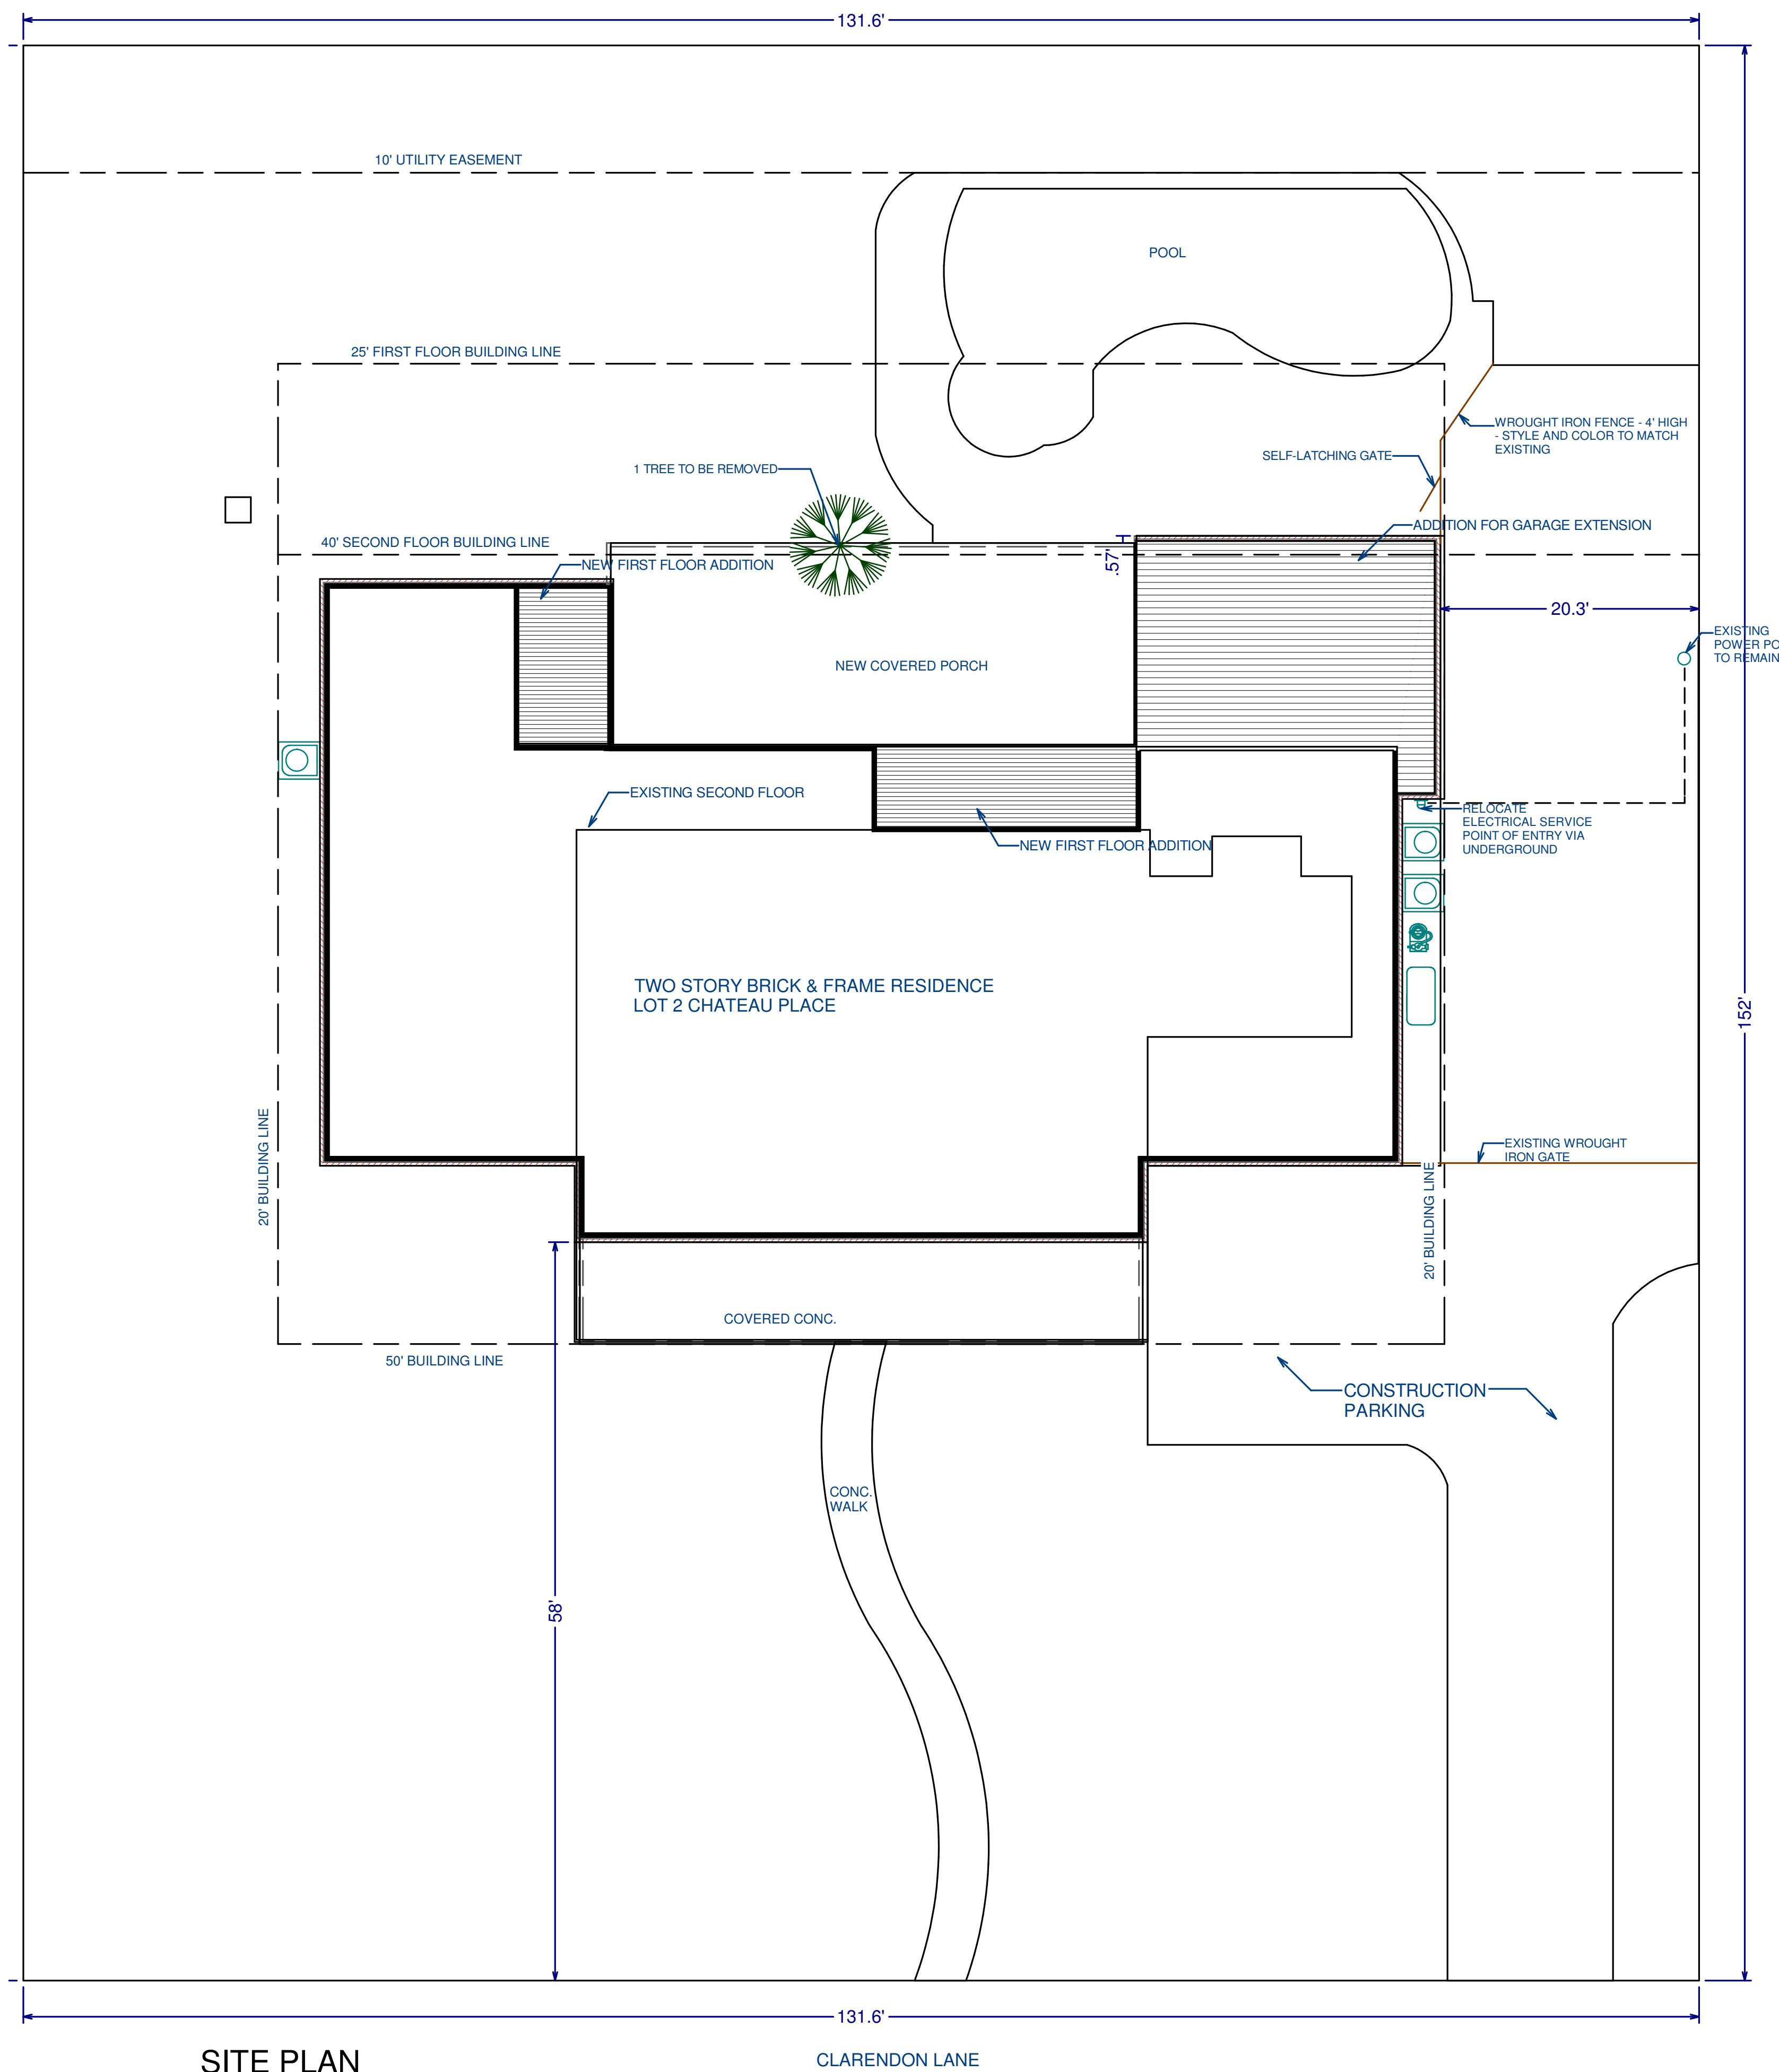 131.6'
10' UTILITY EASEMENT
POOL
25' FIRST FLOOR BUILDING LINE
WROUGHT IRON FENCE - 4' HIGH
- STYLE AND COLOR TO MATCH
EXISTING
SELF-LATCHING GATE
1 TREE TO BE REMOVED
ADDITION FOR GARAGE EXTENSION
40' SECOND FLOOR BUILDING LINE
NEW FIRST FLOOR ADDITION
.57'
20.3'
EXISTING
POWER PO
TO REMAIN
NEW COVERED PORCH
EXISTING SECOND FLOOR
RELOCATE
ELECTRICAL SERVICE
POINT OF ENTRY VIA
UNDERGROUND
NEW FIRST FLOOR ADDITION
TWO STORY BRICK & FRAME RESIDENCE
LOT 2 CHATEAU PLACE
152'
EXISTING WROUGHT
IRON GATE
20' BUILDING LINE
20' BUILDING LINE
COVERED CONC.
50' BUILDING LINE
CONSTRUCTION
PARKING
CONC.
WALK
58'
131.6'
SITE PLAN
CLARENDON LANE